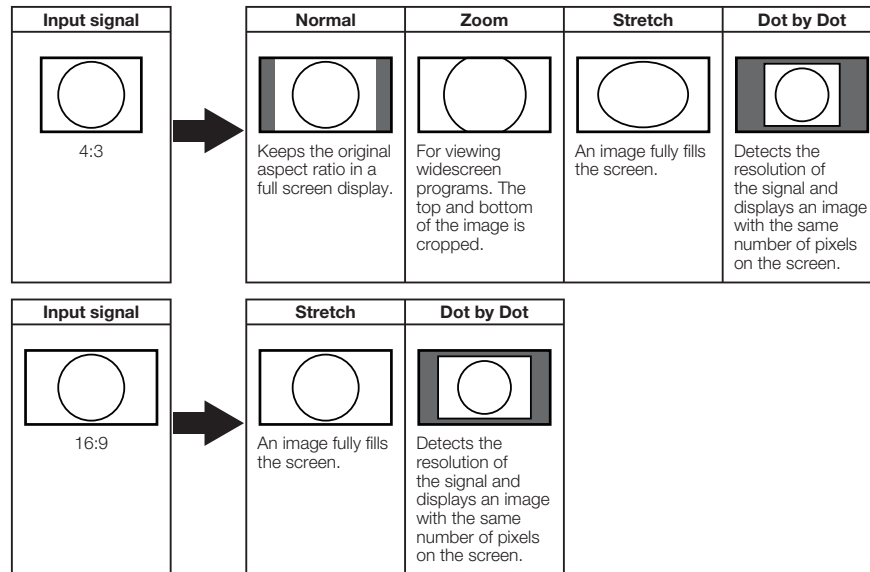 Input signal
Normal
Zoom
Stretch
Dot by Dot
4:3
Keeps the original
aspect ratio in a
full screen display.
For viewing
widescreen
programs. The
top and bottom
of the image is
cropped.
An image fully fills
the screen.
Detects the
resolution of
the signal and
displays an image
with the same
number of pixels
on the screen.
Input signal
Stretch
Dot by Dot
16:9
An image fully fills
the screen.
Detects the
resolution of
the signal and
displays an image
with the same
number of pixels
on the screen.